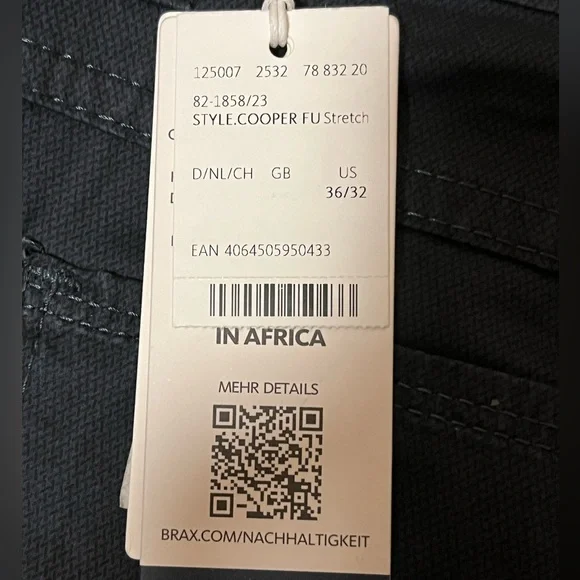 125007 2532 78 832 20
82-1858/23
STYLE.COOPER FU Stretch
D/NL/CH GB US
36/32
EAN 4064505950433
IN AFRICA
MEHR DETAILS
BRAX.COM/NACHHALTIGKEIT